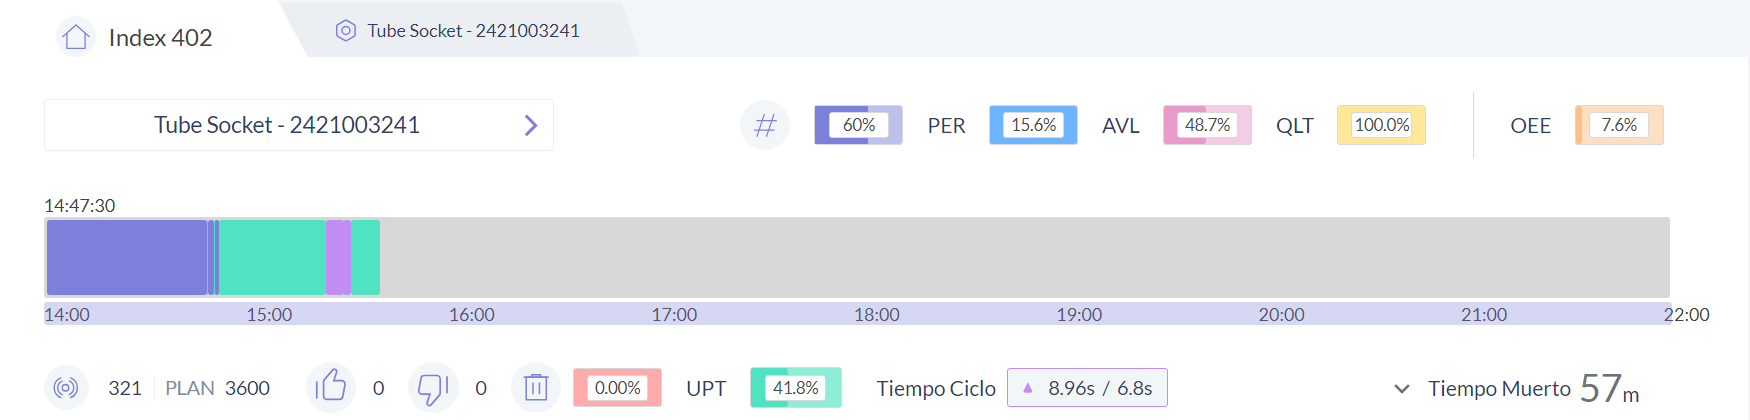 Index 402
Tube Socket - 2421003241
Tube Socket - 2421003241
# 60% PER 15.6% AVL 48.7% QLT 100.0% OEE 7.6%
14:47:30
14:00 15:00 16:00 17:00 18:00 19:00 20:00 21:00 22:00
321 PLAN 3600 0 0 0.00% UPT 41.8% Tiempo Ciclo 8.96s / 6.8s Tiempo Muerto 57m